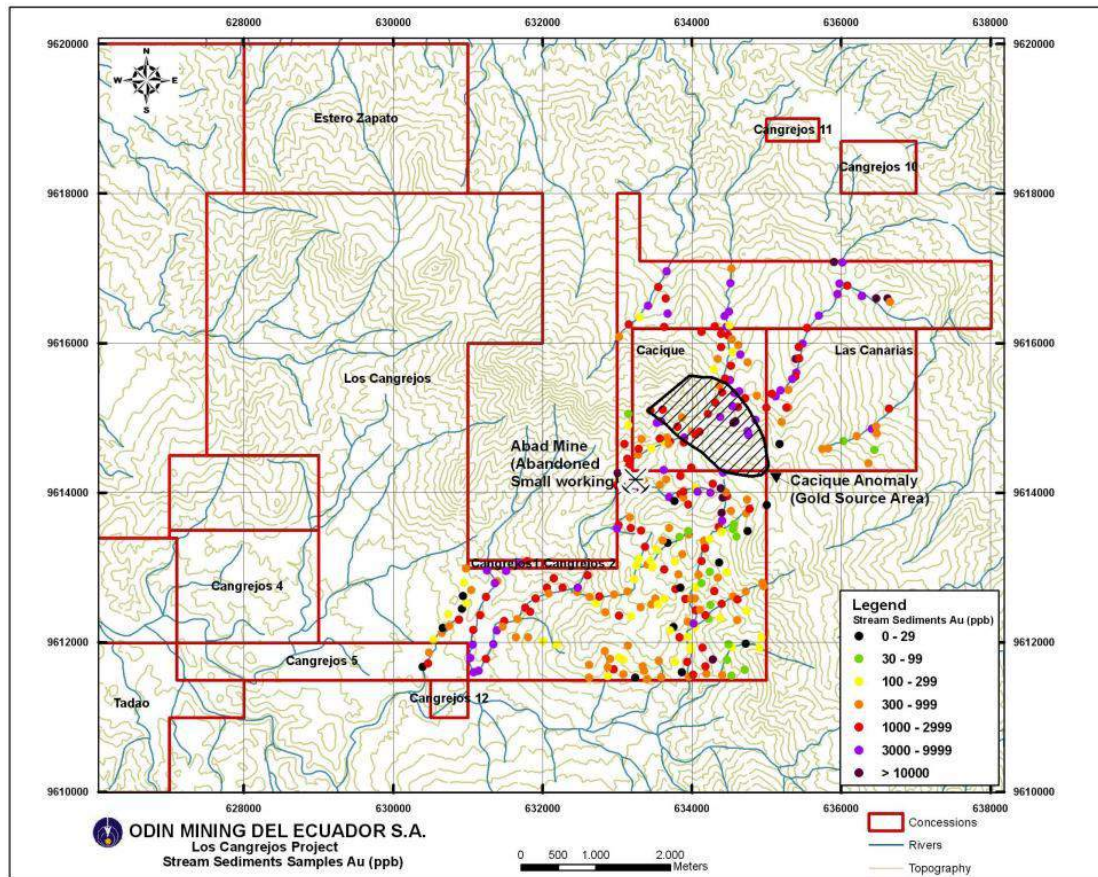 628000 630000 632000 634000 636000 638000
9620000 9620000
N
W E
S
Estero Zapato
Cangrejos 11
Cangrejos 10
9618000 9618000
9616000 9616000
Cacique
Las Canarias
Los Cangrejos
Abad Mine
(Abandoned
Small working
9614000 9614000
Cacique Anomaly
(Gold Source Area)
Cangrejos 1 Cangrejos 2
Cangrejos 4
9612000 9612000
Cangrejos 5
Cangrejos 12
Tadao
Legend
Stream Sediments Au (ppb)
0 - 29
30 - 99
100 - 299
300 - 999
1000 - 2999
3000 - 9999
> 10000
9610000 9610000
628000 630000 632000 634000 636000 638000
ODIN MINING DEL ECUADOR S.A.
Los Cangrejos Project
Stream Sediments Samples Au (ppb)
0 500 1.000 2.000
Meters
Concessions
Rivers
Topography